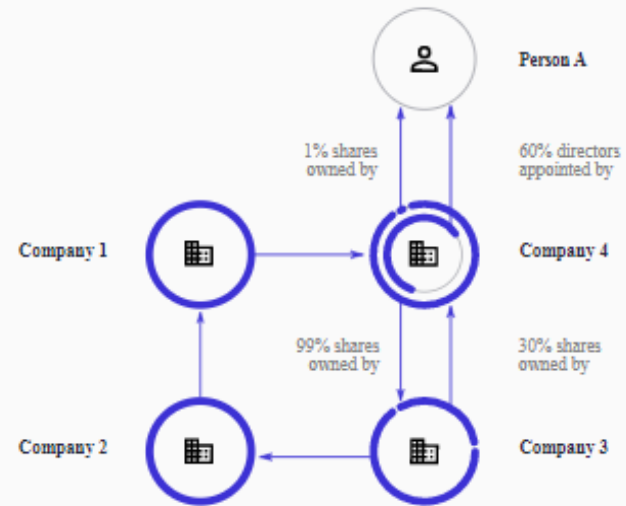 Person A
1% shares
owned by
60% directors
appointed by
Company 1
Company 4
99% shares
owned by
30% shares
owned by
Company 2
Company 3